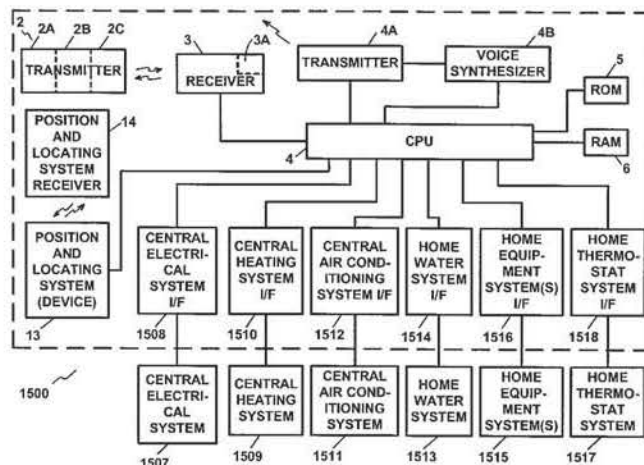 2 2A 2B 2C
TRANSMITTER
3 3A
RECEIVER
4A
TRANSMITTER
4B
VOICE
SYNTHESIZER
5
ROM
CPU
4
RAM
6
14
POSITION
AND
LOCATING
SYSTEM
RECEIVER
POSITION
AND
LOCATING
SYSTEM
(DEVICE)
13
CENTRAL
ELECTRI-
CAL
SYSTEM
I/F
1508
CENTRAL
HEATING
SYSTEM
I/F
1510
CENTRAL
AIR CON-
DITIONING
SYSTEM I/F
1512
HOME
WATER
SYSTEM
I/F
1514
HOME
EQUIP-
MENT
SYSTEM(S)
I/F
1516
HOME
THERMO-
STAT
SYSTEM
I/F
1518
1500
CENTRAL
ELECTRI-
CAL
SYSTEM
1507
CENTRAL
HEATING
SYSTEM
1509
CENTRAL
AIR CON-
DITIONING
SYSTEM
1511
HOME
WATER
SYSTEM
1513
HOME
EQUIP-
MENT
SYSTEM(S)
1515
HOME
THERMO-
STAT
SYSTEM
1517